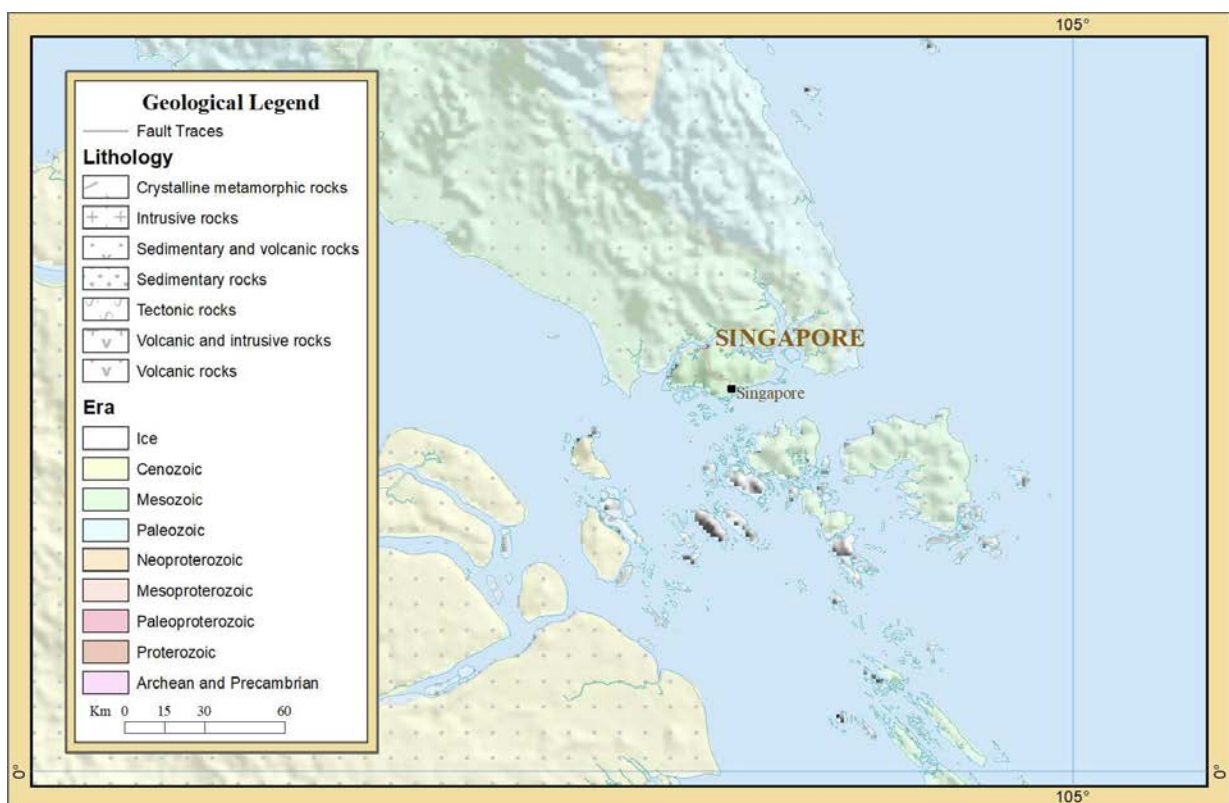 105°
Geological Legend
Fault Traces
Lithology
Crystalline metamorphic rocks
Intrusive rocks
Sedimentary and volcanic rocks
Sedimentary rocks
Tectonic rocks
Volcanic and intrusive rocks
Volcanic rocks
Era
Ice
Cenozoic
Mesozoic
Paleozoic
Neoproterozoic
Mesoproterozoic
Paleoproterozoic
Proterozoic
Archean and Precambrian
Km 0 15 30 60
SINGAPORE
Singapore
0°
0°
105°